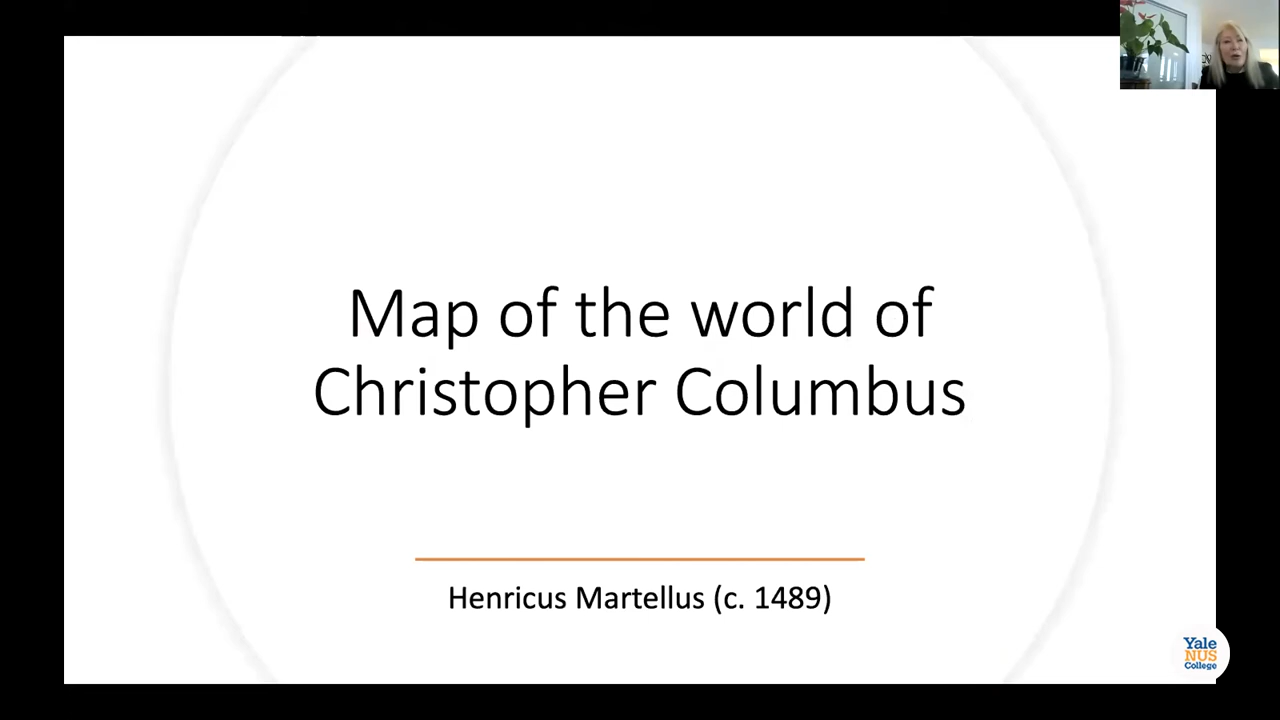 Map of the world of
Christopher Columbus
Henricus Martellus (c. 1489)
Yale
NUS
College